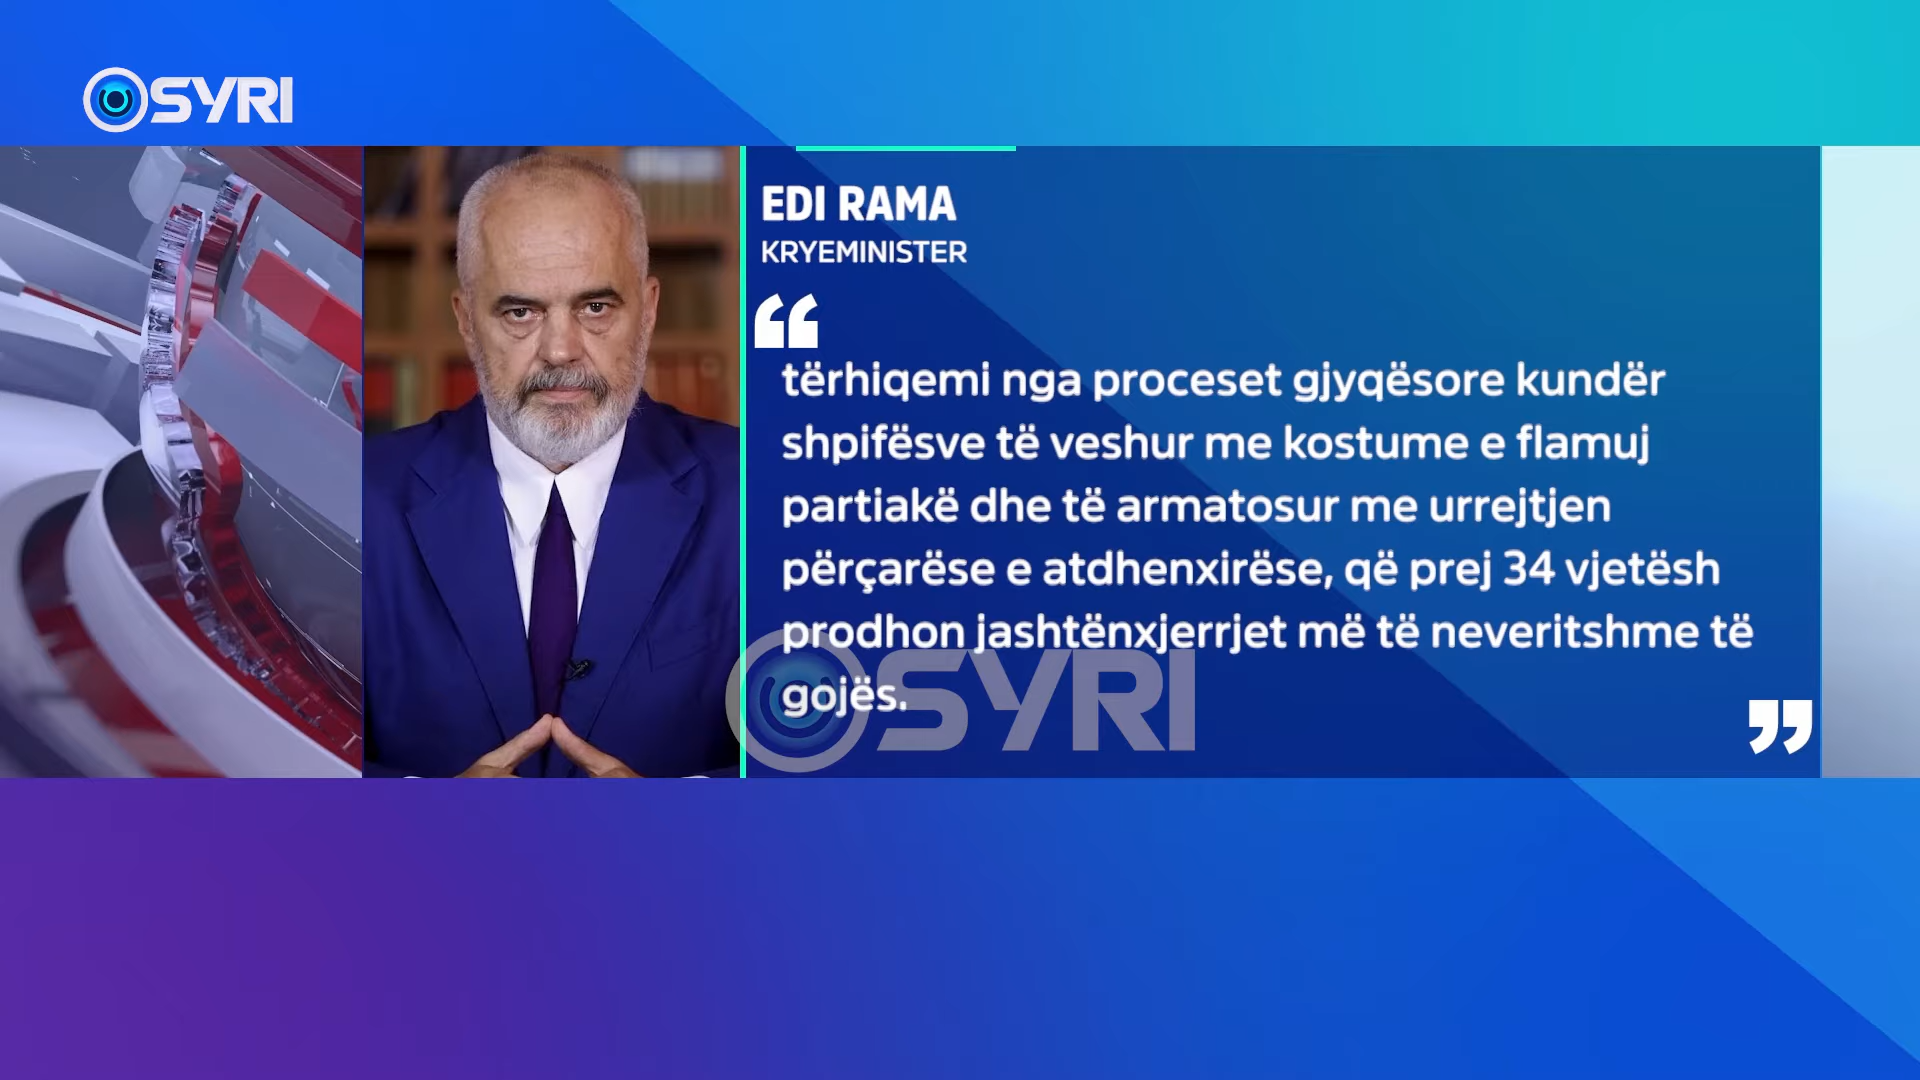 SYRI
EDI RAMA
KRYEMINISTER
“
tërhiqemi nga proceset gjyqësore kundër
shpifësve të veshur me kostume e flamuj
partiakë dhe të armatosur me urrejtjen
përçarëse e atdhenxirëse, që prej 34 vjetësh
prodhon jashtënxjerrjet më të neveritshme të
gojës.
SYRI
”